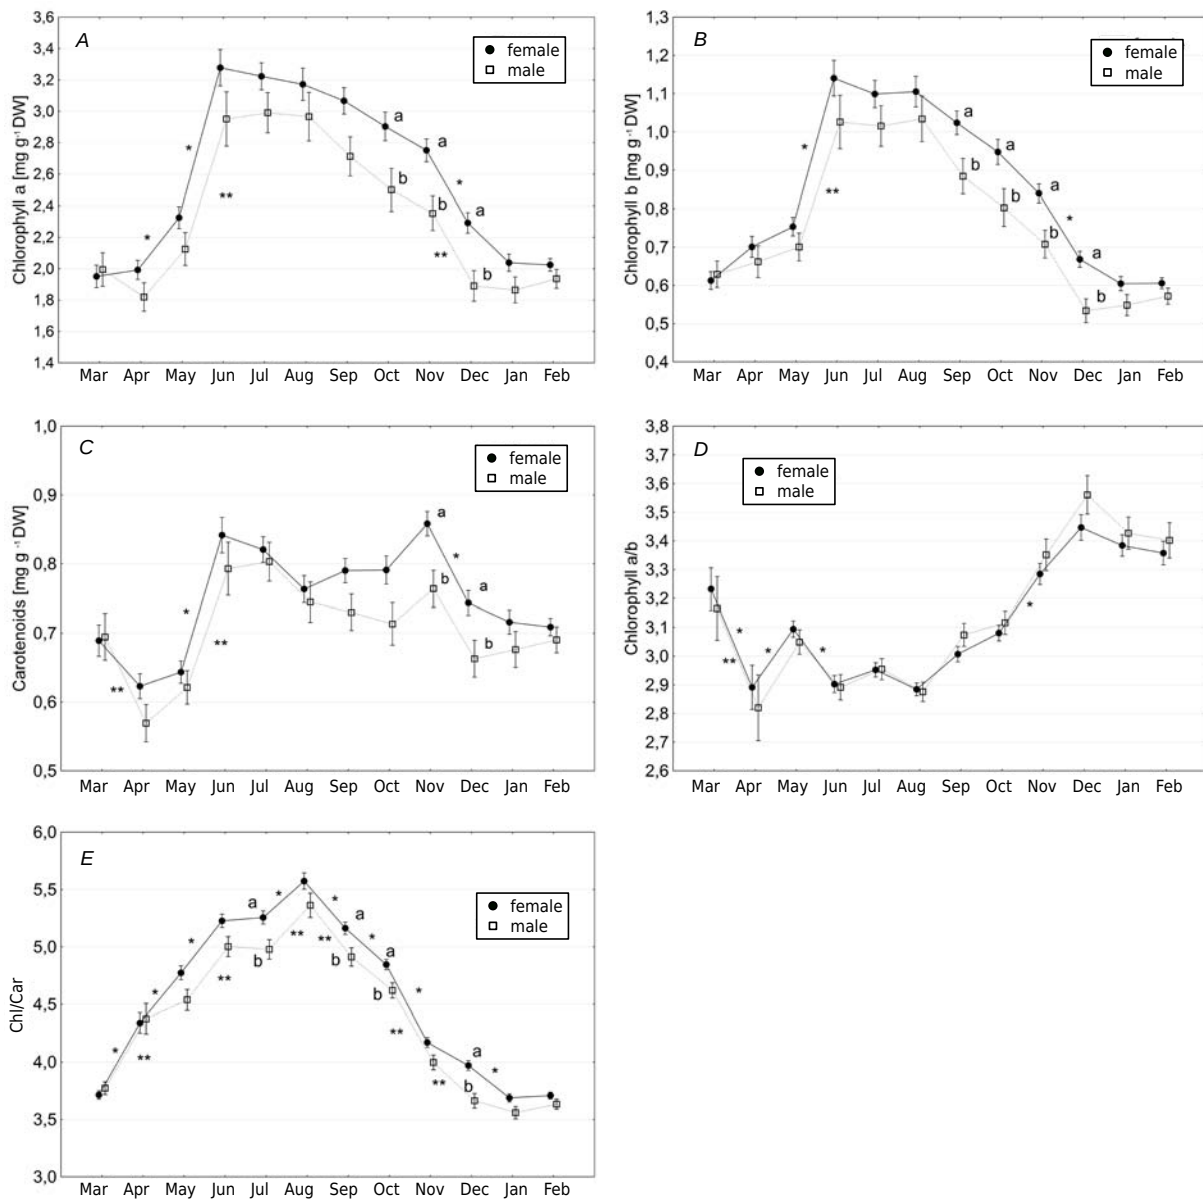 A
Chlorophyll a [mg g⁻¹ DW]
3,6
3,4
3,2
3,0
2,8
2,6
2,4
2,2
2,0
1,8
1,6
1,4
female
male
*
*
**
a
b
a
b
*
**
a
b
Mar Apr May Jun Jul Aug Sep Oct Nov Dec Jan Feb
B
Chlorophyll b [mg g⁻¹ DW]
1,3
1,2
1,1
1,0
0,9
0,8
0,7
0,6
0,5
0,4
female
male
*
**
a
b
a
b
a
b
*
a
b
Mar Apr May Jun Jul Aug Sep Oct Nov Dec Jan Feb
C
Carotenoids [mg g⁻¹ DW]
1,0
0,9
0,8
0,7
0,6
0,5
female
male
**
*
**
a
b
*
a
b
Mar Apr May Jun Jul Aug Sep Oct Nov Dec Jan Feb
D
Chlorophyll a/b
3,8
3,7
3,6
3,5
3,4
3,3
3,2
3,1
3,0
2,9
2,8
2,7
2,6
female
male
*
**
*
*
*
Mar Apr May Jun Jul Aug Sep Oct Nov Dec Jan Feb
E
Chl/Car
6,0
5,5
5,0
4,5
4,0
3,5
3,0
female
male
*
*
**
*
**
a
b
*
**
*
**
a
b
*
a
b
*
**
**
a
b
*
Mar Apr May Jun Jul Aug Sep Oct Nov Dec Jan Feb